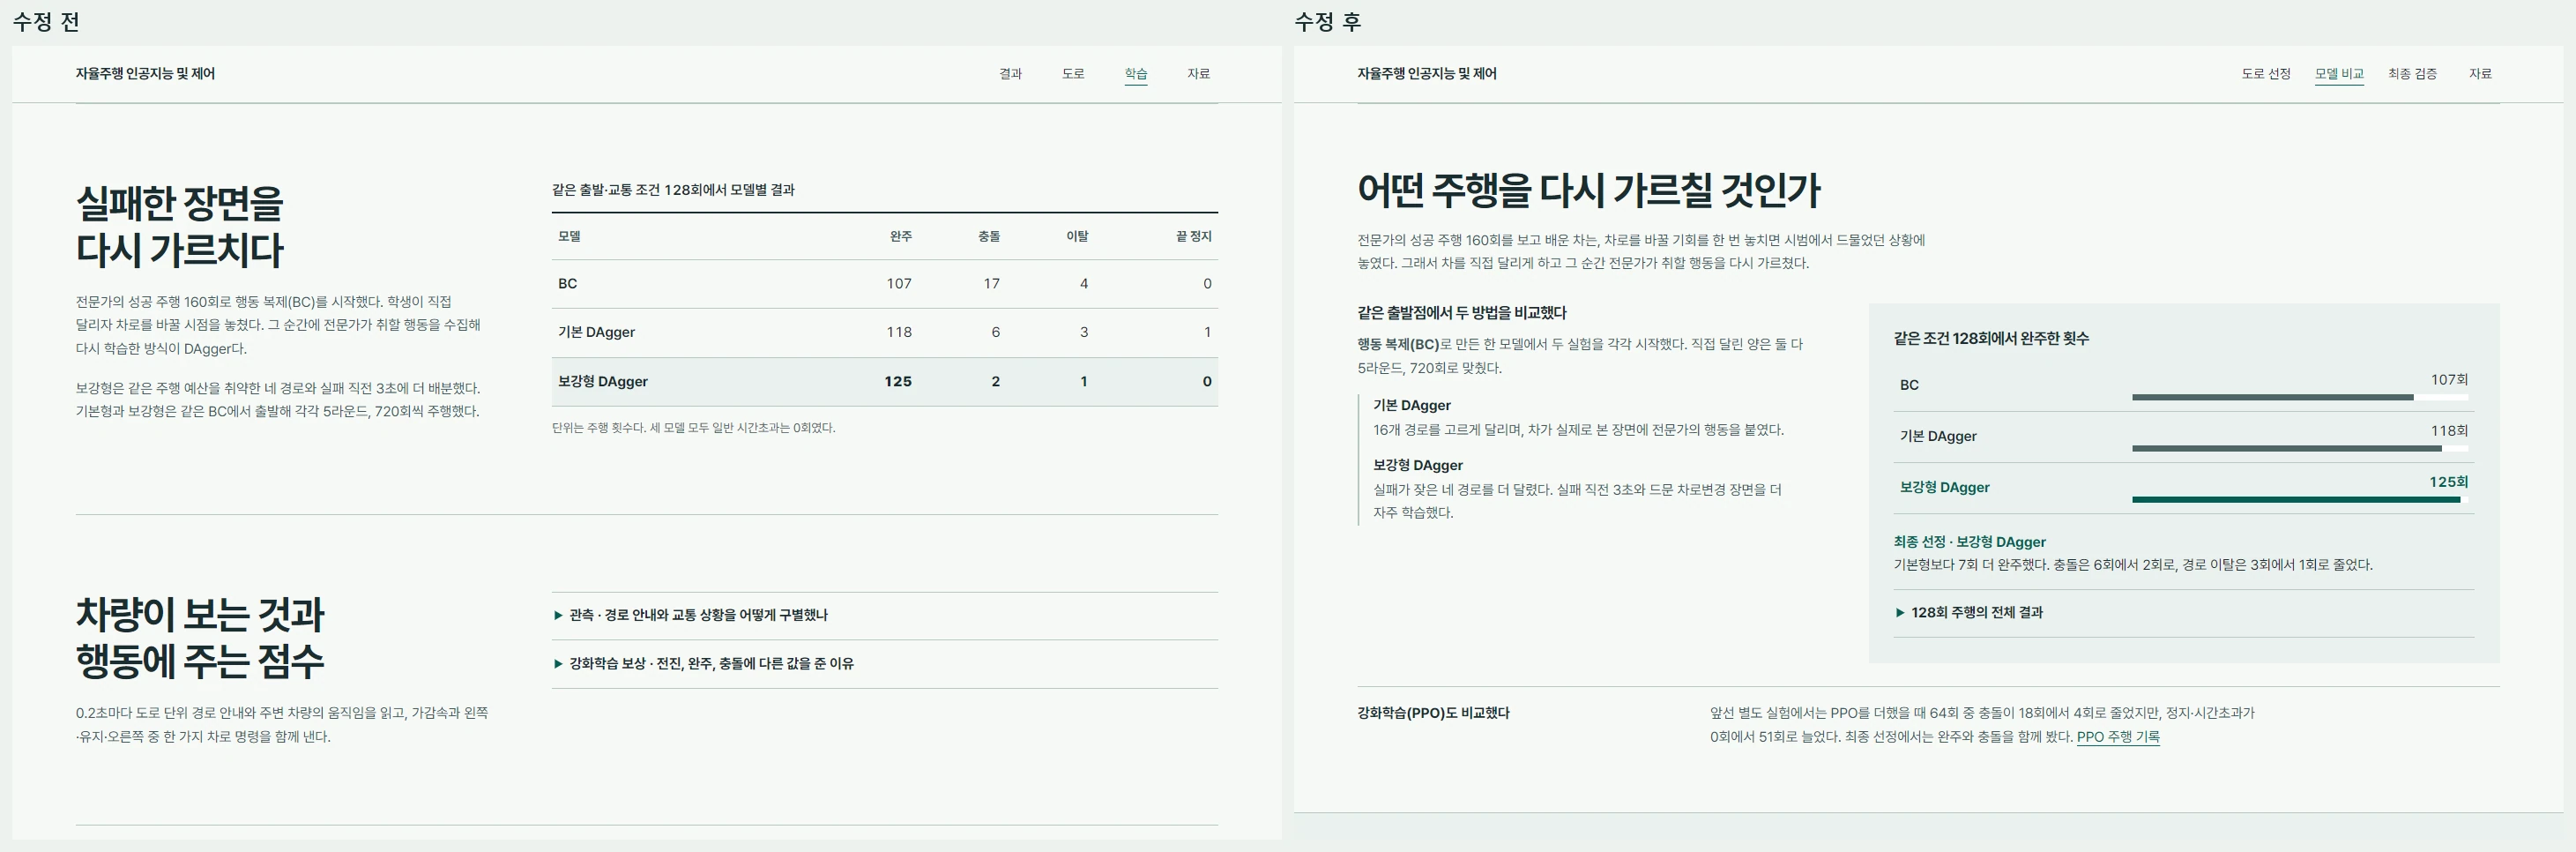 수정 전
자율주행 인공지능 및 제어
결과 도로 학습 자료
실패한 장면을
다시 가르치다
전문가의 성공 주행 160회로 행동 복제(BC)를 시작했다. 학생이 직접
달리자 차로를 바꿀 시점을 놓쳤다. 그 순간에 전문가가 취할 행동을 수집해
다시 학습한 방식이 DAgger다.
보강형은 같은 주행 예산을 취약한 네 경로와 실패 직전 3초에 더 배분했다.
기본형과 보강형은 같은 BC에서 출발해 각각 5라운드, 720회씩 주행했다.
같은 출발·교통 조건 128회에서 모델별 결과
모델 완주 충돌 이탈 끝 정지
BC 107 17 4 0
기본 DAgger 118 6 3 1
보강형 DAgger 125 2 1 0
단위는 주행 횟수다. 세 모델 모두 일반 시간초과는 0회였다.
차량이 보는 것과
행동에 주는 점수
0.2초마다 도로 단위 경로 안내와 주변 차량의 움직임을 읽고, 가감속과 왼쪽
·유지·오른쪽 중 한 가지 차로 명령을 함께 낸다.
▶ 관측 · 경로 안내와 교통 상황을 어떻게 구별했나
▶ 강화학습 보상 · 전진, 완주, 충돌에 다른 값을 준 이유
수정 후
자율주행 인공지능 및 제어
도로 선정 모델 비교 최종 검증 자료
어떤 주행을 다시 가르칠 것인가
전문가의 성공 주행 160회를 보고 배운 차는, 차로를 바꿀 기회를 한 번 놓치면 시범에서 드물었던 상황에
놓였다. 그래서 차를 직접 달리게 하고 그 순간 전문가가 취할 행동을 다시 가르쳤다.
같은 출발점에서 두 방법을 비교했다
행동 복제(BC)로 만든 한 모델에서 두 실험을 각각 시작했다. 직접 달린 양은 둘 다
5라운드, 720회로 맞췄다.
기본 DAgger
16개 경로를 고르게 달리며, 차가 실제로 본 장면에 전문가의 행동을 붙였다.
보강형 DAgger
실패가 잦은 네 경로를 더 달렸다. 실패 직전 3초와 드문 차로변경 장면을 더
자주 학습했다.
같은 조건 128회에서 완주한 횟수
BC 107회
기본 DAgger 118회
보강형 DAgger 125회
최종 선정 · 보강형 DAgger
기본형보다 7회 더 완주했다. 충돌은 6회에서 2회로, 경로 이탈은 3회에서 1회로 줄었다.
▶ 128회 주행의 전체 결과
강화학습(PPO)도 비교했다
앞선 별도 실험에서는 PPO를 더했을 때 64회 중 충돌이 18회에서 4회로 줄었지만, 정지·시간초과가
0회에서 51회로 늘었다. 최종 선정에서는 완주와 충돌을 함께 봤다. PPO 주행 기록